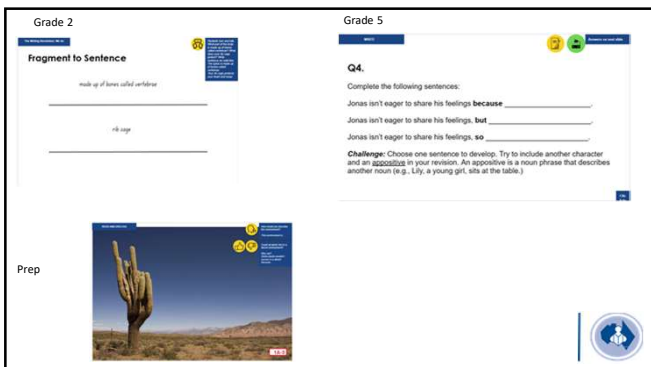 Grade 2
Fragment to Sentence
made up of bones called vertebrae
rib cage
Grade 5
Q4.
Complete the following sentences:
Jonas isn't eager to share his feelings because
Jonas isn't eager to share his feelings, but
Jonas isn't eager to share his feelings, so
Challenge: Choose one sentence to develop. Try to include another character
and an appositive in your revision. An appositive is a noun phrase that describes
another noun (e.g., Lily, a young girl, sits at the table.)
Prep